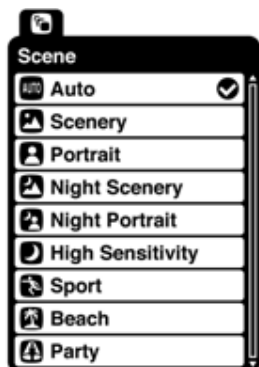 Scene
AUTO Auto
Scenery
Portrait
Night Scenery
Night Portrait
High Sensitivity
Sport
Beach
Party